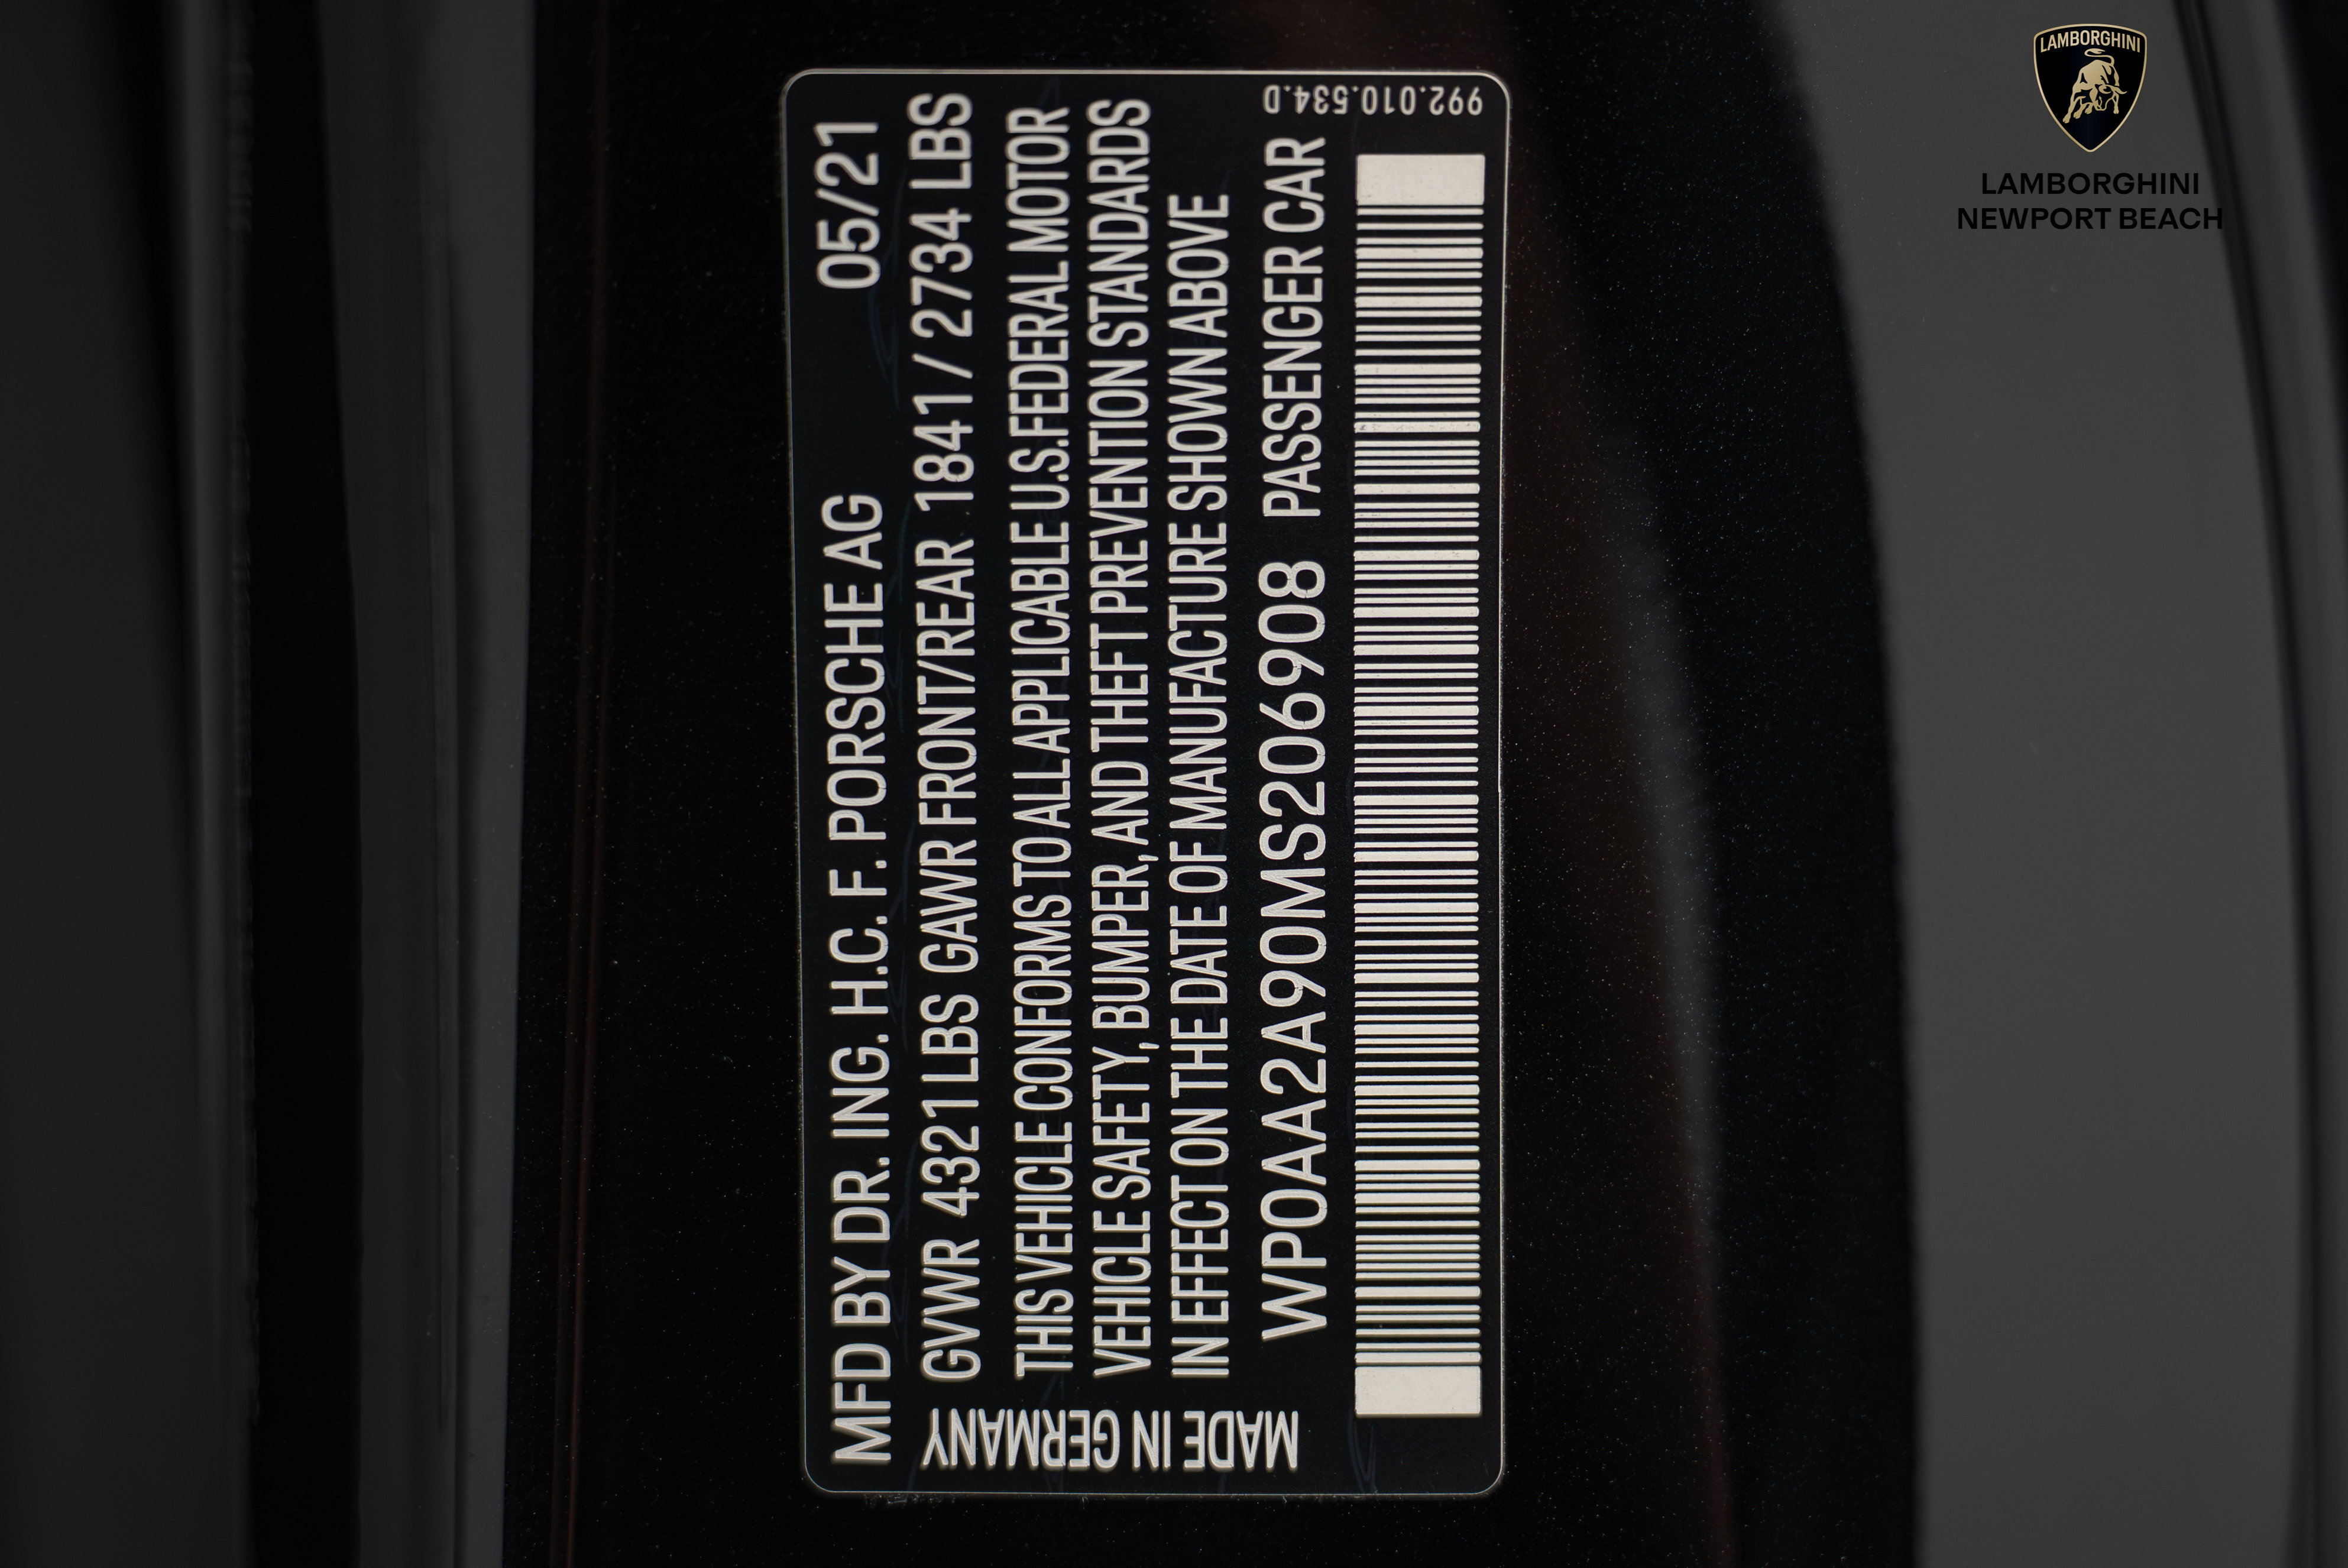 MFD BY DR. ING. H.C. F. PORSCHE AG 05/21
GVWR 4321 LBS GAWR FRONT/REAR 1841 / 2734 LBS
THIS VEHICLE CONFORMS TO ALL APPLICABLE U.S.FEDERAL MOTOR
VEHICLE SAFETY, BUMPER, AND THEFT PREVENTION STANDARDS
IN EFFECT ON THE DATE OF MANUFACTURE SHOWN ABOVE
WP0AA2A90MS206908 PASSENGER CAR
MADE IN GERMANY
992.010.534.D
LAMBORGHINI
LAMBORGHINI
NEWPORT BEACH